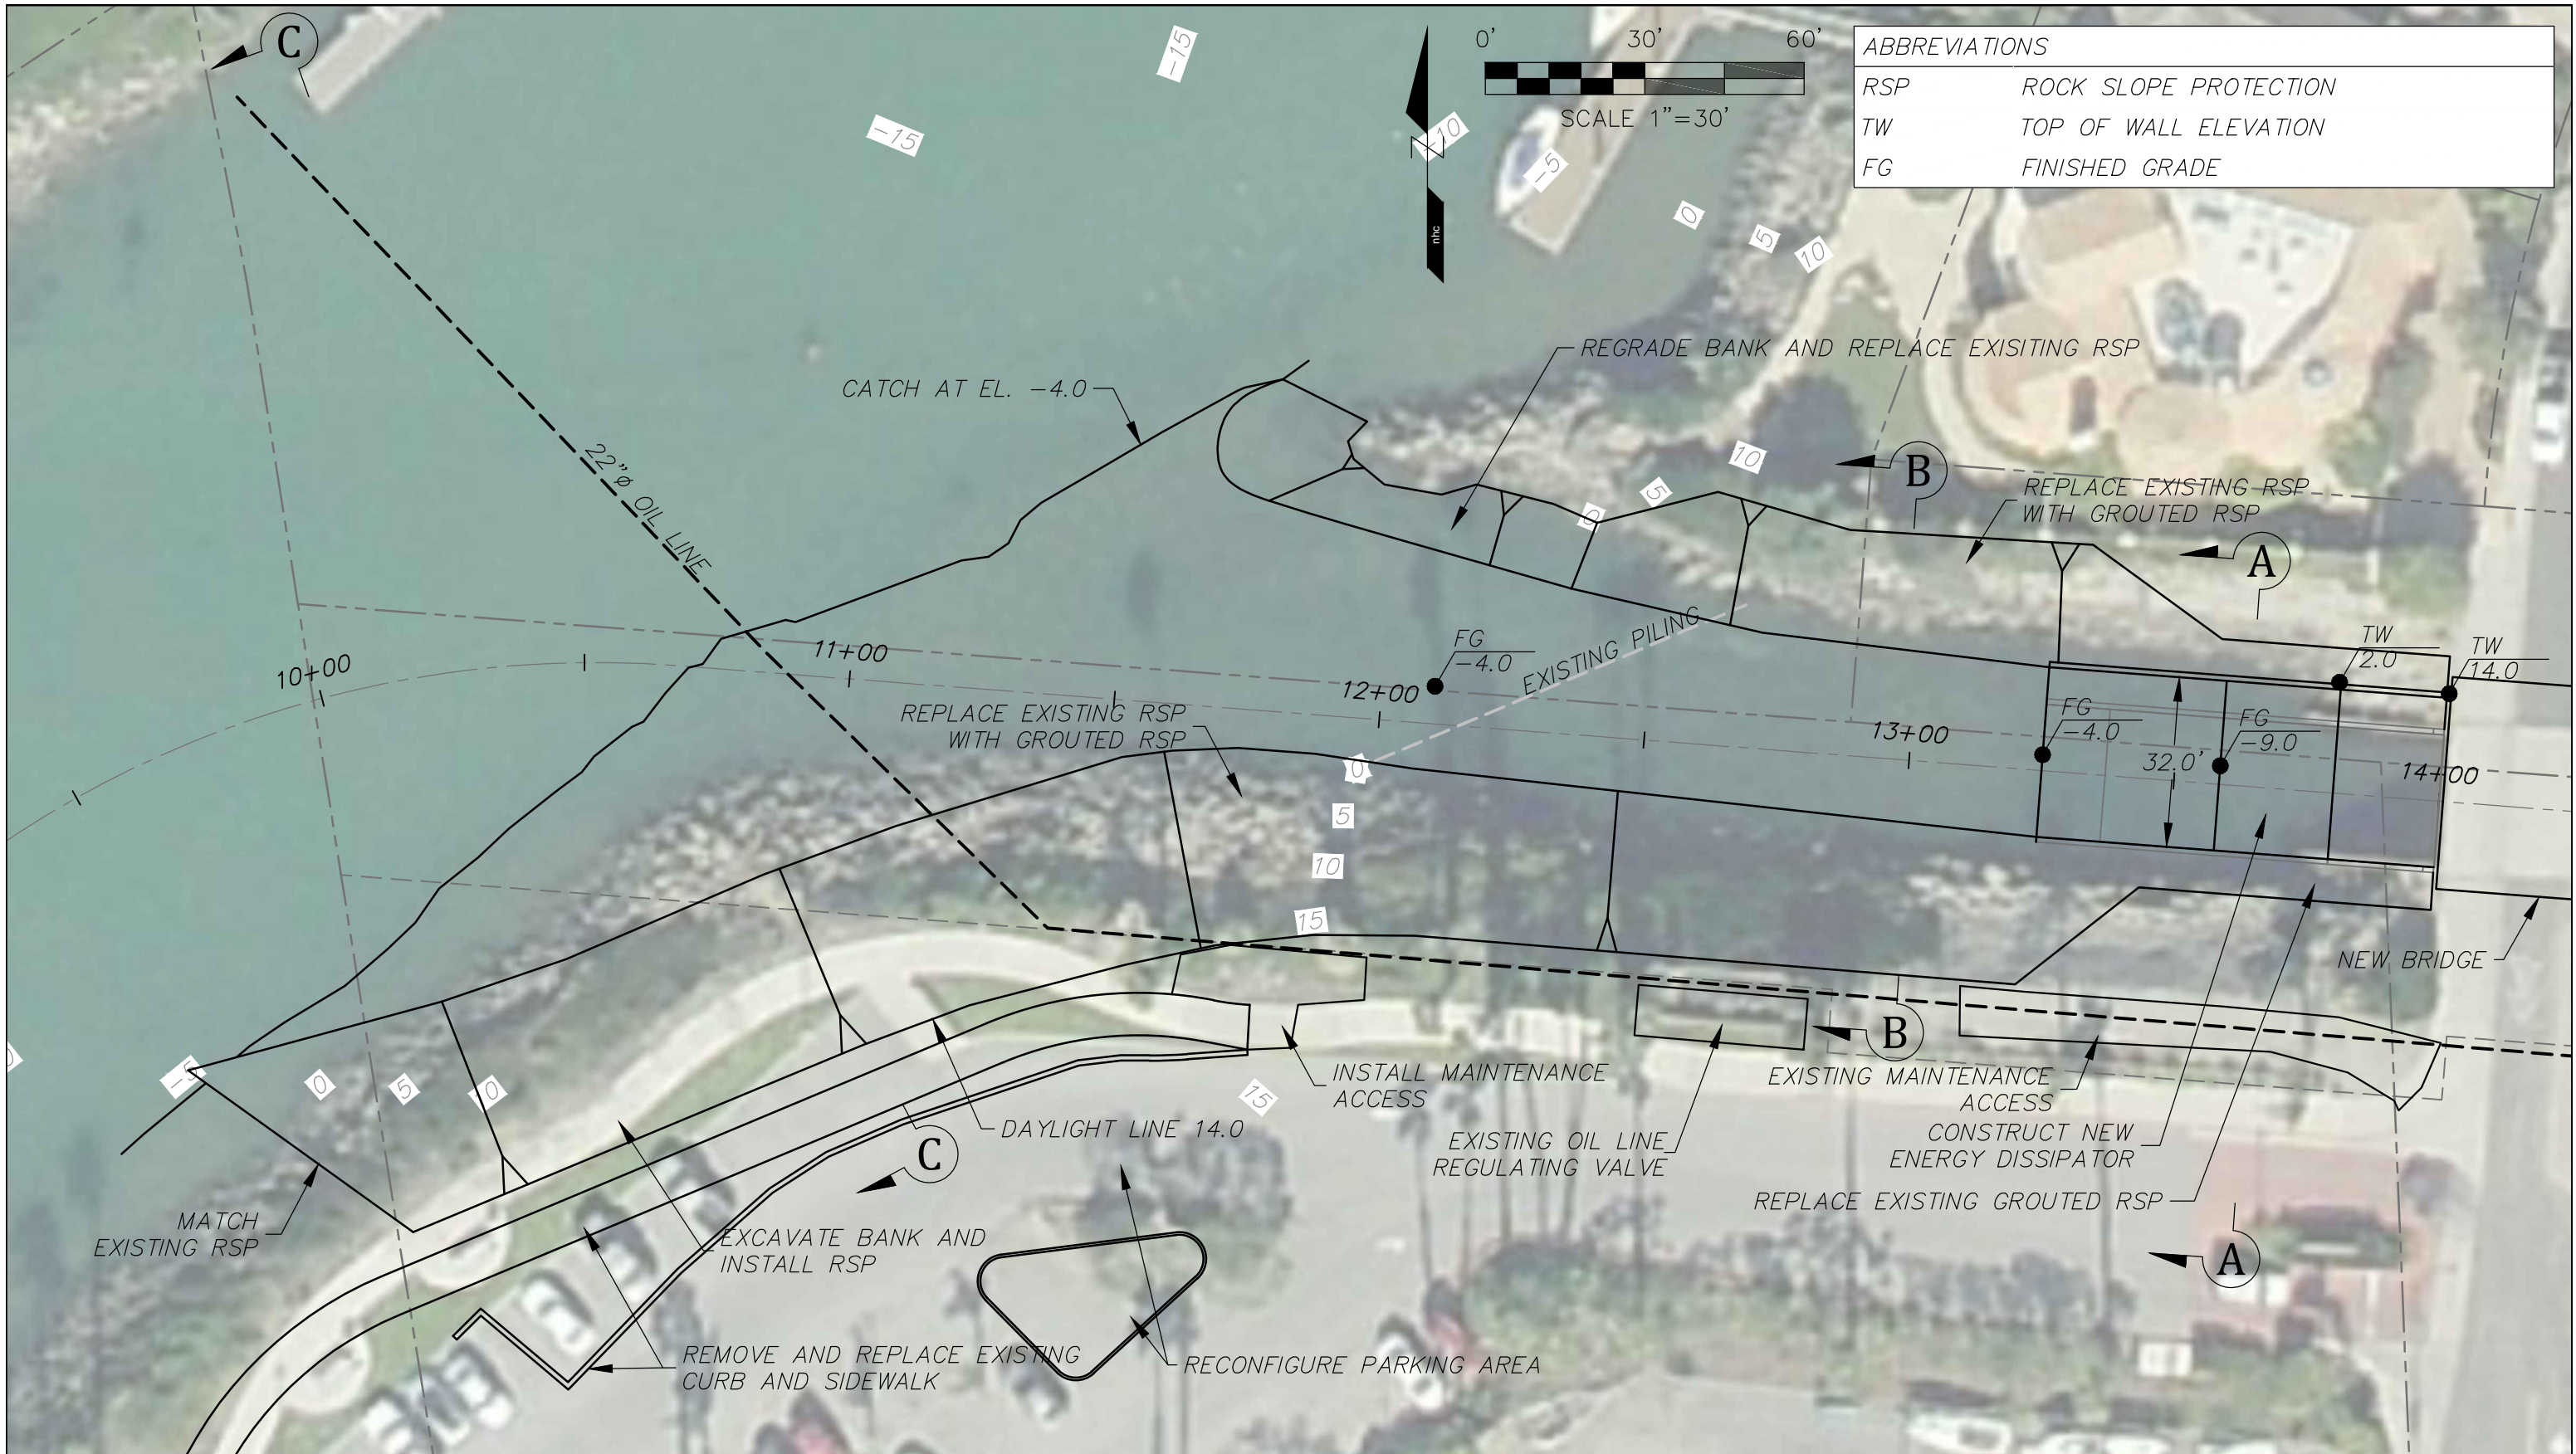 C
-15
-15
0'
30'
60'
SCALE 1"=30'
-10
-5
0
5
10
N
nhc
ABBREVIATIONS
RSP ROCK SLOPE PROTECTION
TW TOP OF WALL ELEVATION
FG FINISHED GRADE
REGRADE BANK AND REPLACE EXISITING RSP
CATCH AT EL. -4.0
22"ø OIL LINE
10
5
0
B
REPLACE EXISTING RSP
WITH GROUTED RSP
A
10+00
11+00
12+00
13+00
14+00
FG
-4.0
EXISTING PILING
TW
2.0
TW
14.0
FG
-4.0
FG
-9.0
32.0'
REPLACE EXISTING RSP
WITH GROUTED RSP
0
5
10
15
NEW BRIDGE
-5
0
5
0
0
15
INSTALL MAINTENANCE
ACCESS
B
EXISTING MAINTENANCE
ACCESS
DAYLIGHT LINE 14.0
EXISTING OIL LINE
REGULATING VALVE
CONSTRUCT NEW
ENERGY DISSIPATOR
C
REPLACE EXISTING GROUTED RSP
MATCH
EXISTING RSP
EXCAVATE BANK AND
INSTALL RSP
A
REMOVE AND REPLACE EXISTING
CURB AND SIDEWALK
RECONFIGURE PARKING AREA